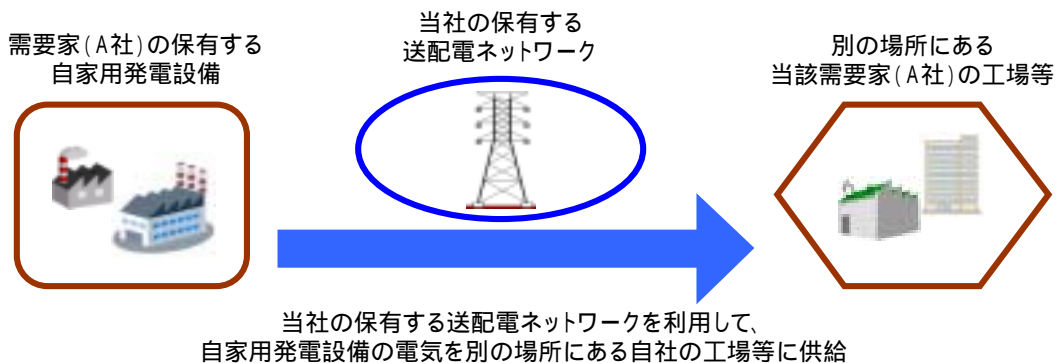 需要家(A社)の保有する
自家用発電設備
当社の保有する
送配電ネットワーク
別の場所にある
当該需要家(A社)の工場等
当社の保有する送配電ネットワークを利用して、
自家用発電設備の電気を別の場所にある自社の工場等に供給